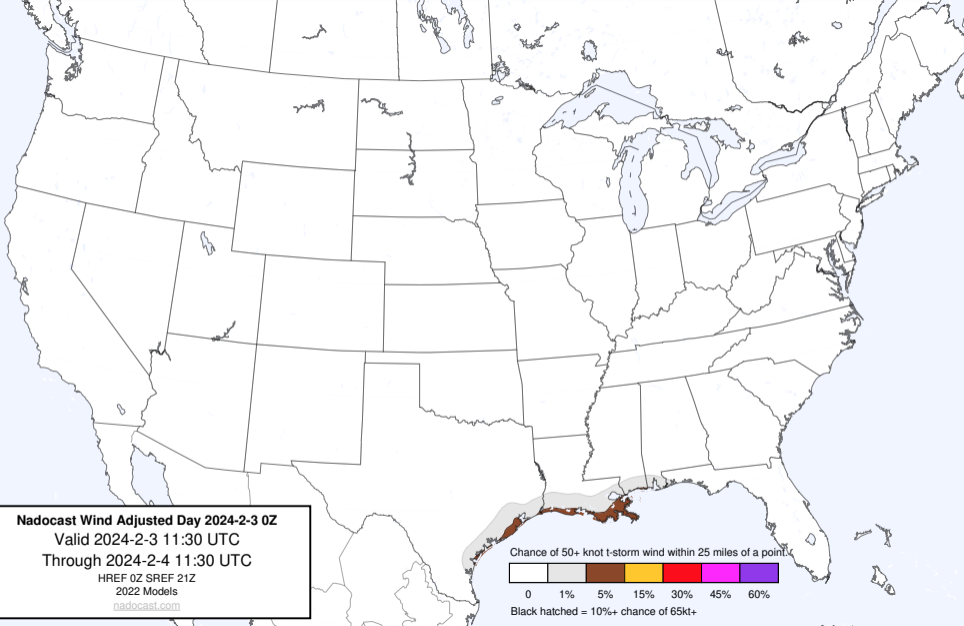 Nadocast Wind Adjusted Day 2024-2-3 0Z
Valid 2024-2-3 11:30 UTC
Through 2024-2-4 11:30 UTC
HREF 0Z SREF 21Z
2022 Models
nadocast.com
Chance of 50+ knot t-storm wind within 25 miles of a point.
0 1% 5% 15% 30% 45% 60%
Black hatched = 10%+ chance of 65kt+